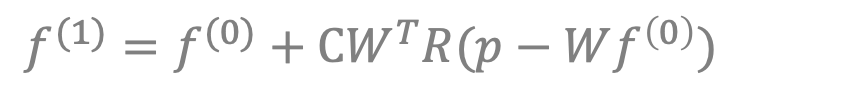 f^{(1)} = f^{(0)} + CW^T R(p − Wf^{(0)})